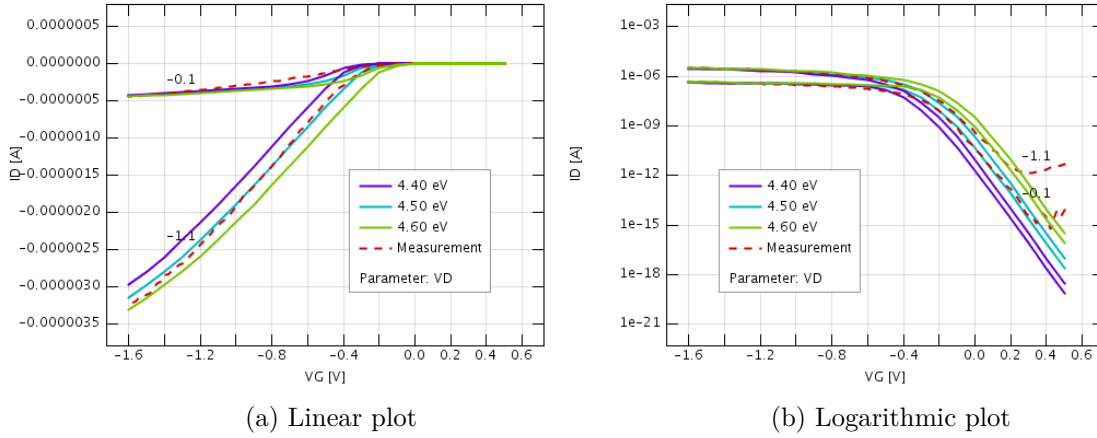 0.0000005
0.0000000
−0.0000005
−0.0000010
−0.0000015
−0.0000020
−0.0000025
−0.0000030
−0.0000035
ID [A]
−0.1
−1.1
4.40 eV
4.50 eV
4.60 eV
Measurement
Parameter: VD
−1.6 −1.2 −0.8 −0.4 0.0 0.2 0.4 0.6
VG [V]
(a) Linear plot
1e−03
1e−06
1e−09
1e−12
1e−15
1e−18
1e−21
ID [A]
−1.1
−0.1
4.40 eV
4.50 eV
4.60 eV
Measurement
Parameter: VD
−1.6 −1.2 −0.8 −0.4 0.0 0.2 0.4 0.6
VG [V]
(b) Logarithmic plot